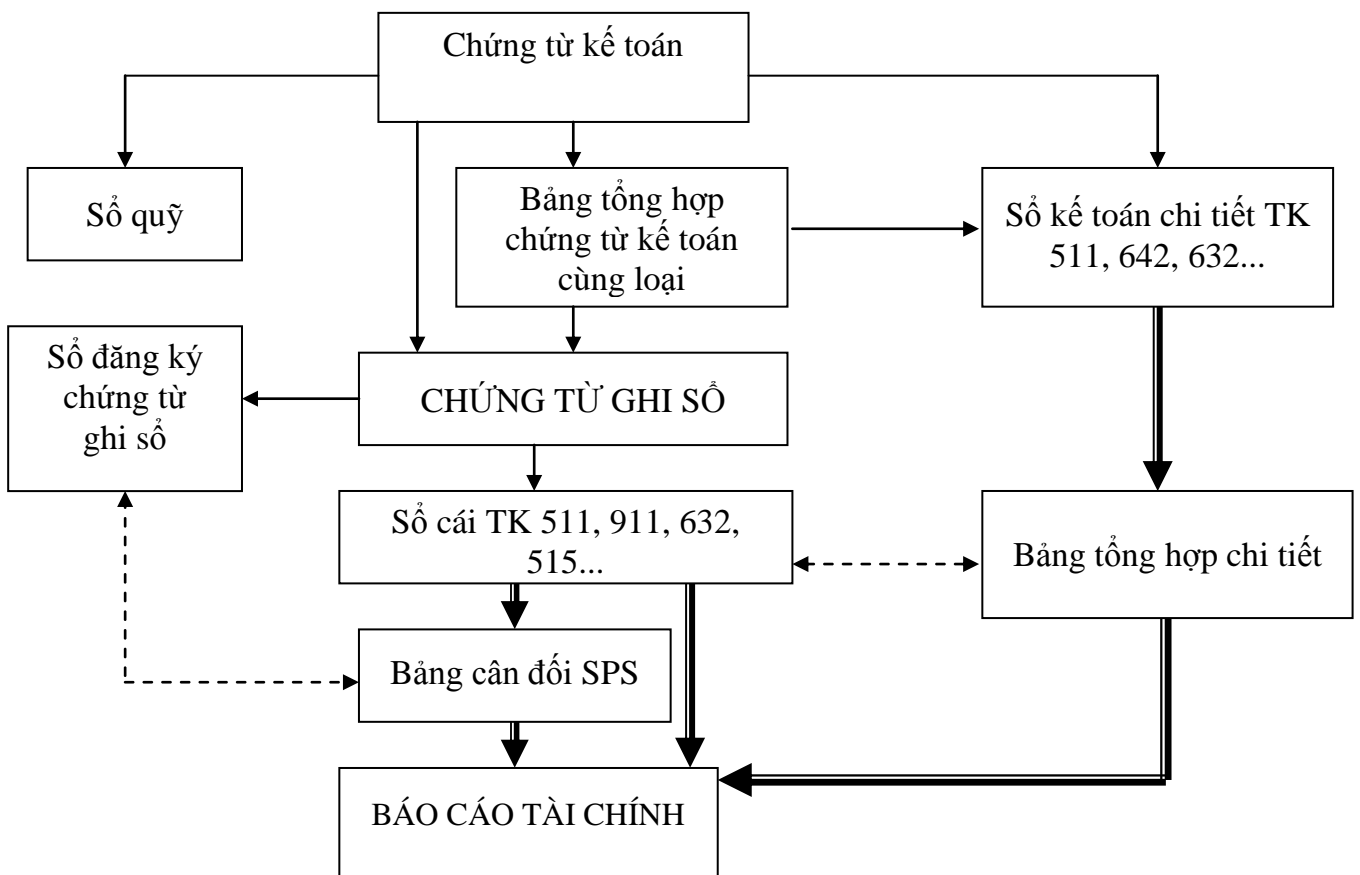 Chứng từ kế toán
Sổ quỹ
Bảng tổng hợp
chứng từ kế toán
cùng loại
Sổ kế toán chi tiết TK
511, 642, 632...
Sổ đăng ký
chứng từ
ghi sổ
CHỨNG TỪ GHI SỔ
Sổ cái TK 511, 911, 632,
515...
Bảng tổng hợp chi tiết
Bảng cân đối SPS
BÁO CÁO TÀI CHÍNH